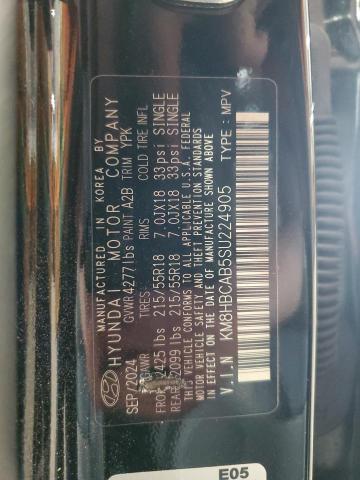 MANUFACTURED IN KOREA BY
HYUNDAI MOTOR COMPANY
SEP/2024 GVWR 4277lbs PAINT A2B TRIM YPK
GAWR TIRES RIMS COLD TIRE INFL
FRONT 2425 lbs 215/55R18 7.0JX18 33psi SINGLE
REAR 2099 lbs 215/55R18 7.0JX18 33psi SINGLE
THIS VEHICLE CONFORMS TO ALL APPLICABLE U.S.A. FEDERAL
MOTOR VEHICLE SAFETY AND THEFT PREVENTION STANDARDS
IN EFFECT ON THE DATE OF MANUFACTURE SHOWN ABOVE
V.I.N KM8HBCAB5SU224905 TYPE : MPV
E05